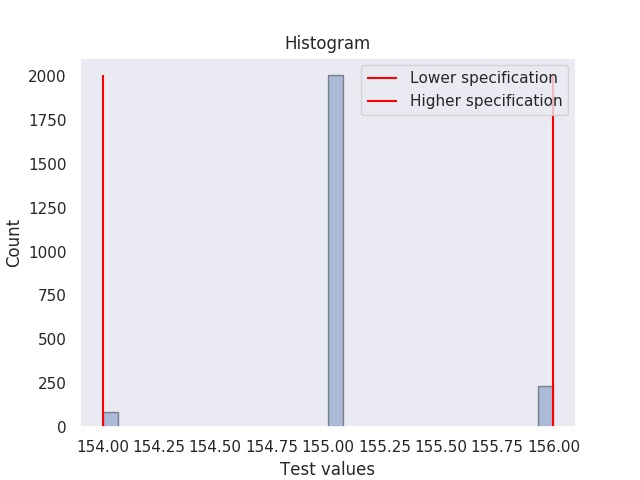 Histogram
Lower specification
Higher specification
2000
1750
1500
1250
1000
750
500
250
0
Count
154.00 154.25 154.50 154.75 155.00 155.25 155.50 155.75 156.00
Test values